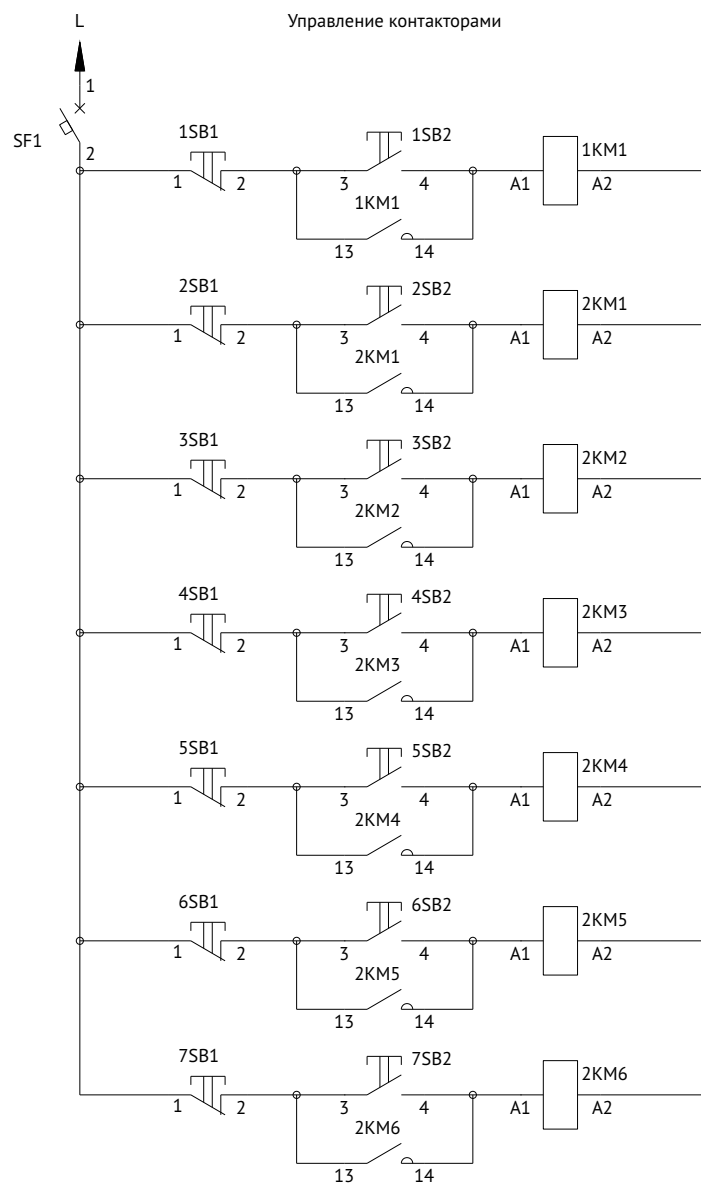 L
Управление контакторами
1
SF1
2
1SB1
1SB2
1KM1
1
2
3
4
A1
A2
1KM1
13
14
2SB1
2SB2
2KM1
1
2
3
4
A1
A2
2KM1
13
14
3SB1
3SB2
2KM2
1
2
3
4
A1
A2
2KM2
13
14
4SB1
4SB2
2KM3
1
2
3
4
A1
A2
2KM3
13
14
5SB1
5SB2
2KM4
1
2
3
4
A1
A2
2KM4
13
14
6SB1
6SB2
2KM5
1
2
3
4
A1
A2
2KM5
13
14
7SB1
7SB2
2KM6
1
2
3
4
A1
A2
2KM6
13
14